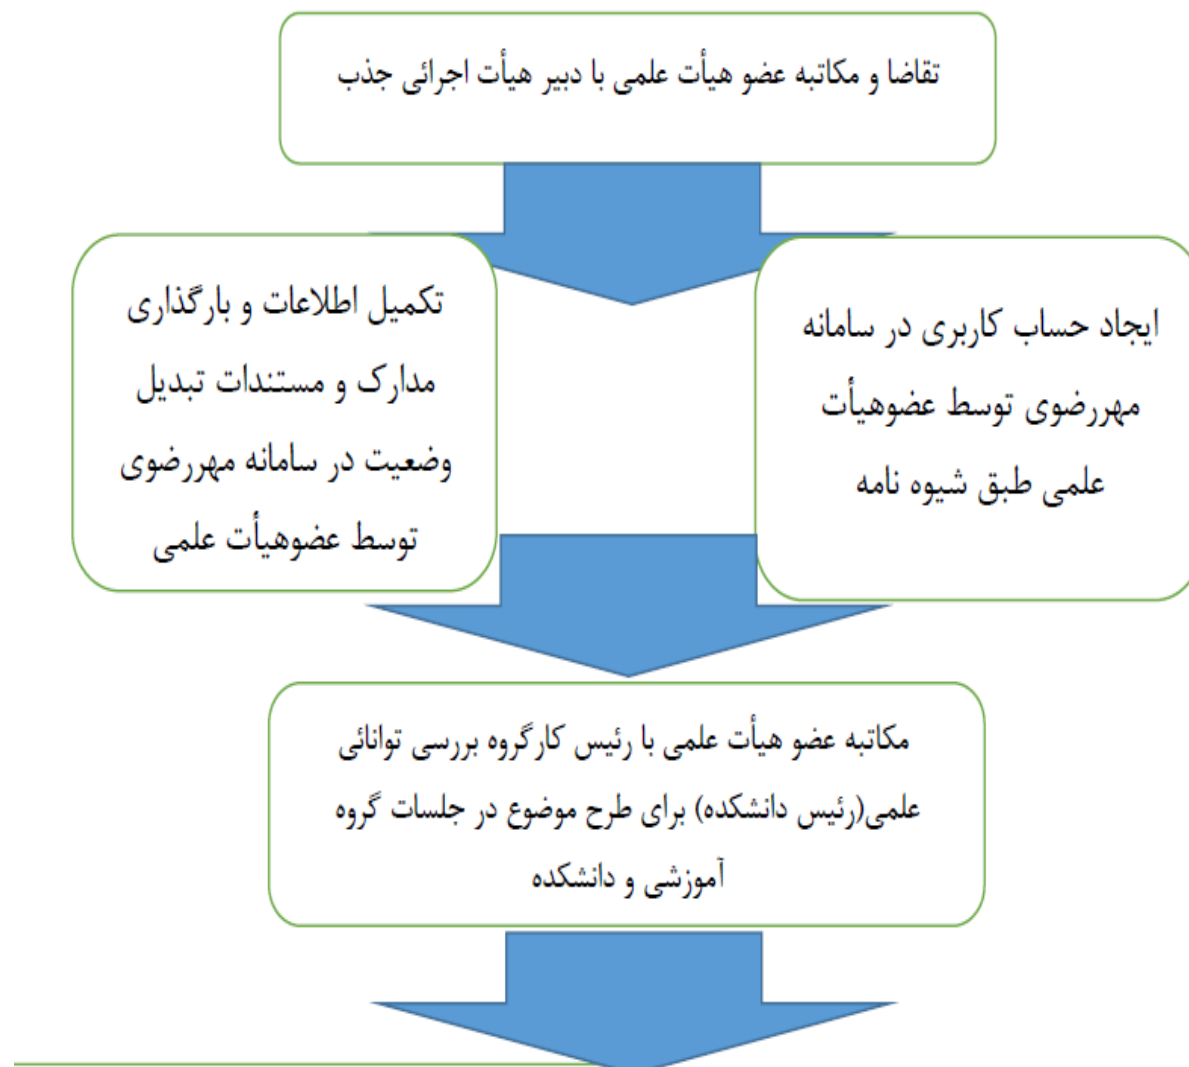 تقاضا و مکاتبه عضو هیأت علمی با دبیر هیأت اجرائی جذب
ایجاد حساب کاربری در سامانه
مهررضوی توسط عضوهیأت
علمی طبق شیوه نامه
تکمیل اطلاعات و بارگذاری
مدارک و مستندات تبدیل
وضعیت در سامانه مهررضوی
توسط عضوهیأت علمی
مکاتبه عضو هیأت علمی با رئیس کارگروه بررسی توانائی
علمی(رئیس دانشکده) برای طرح موضوع در جلسات گروه
آموزشی و دانشکده